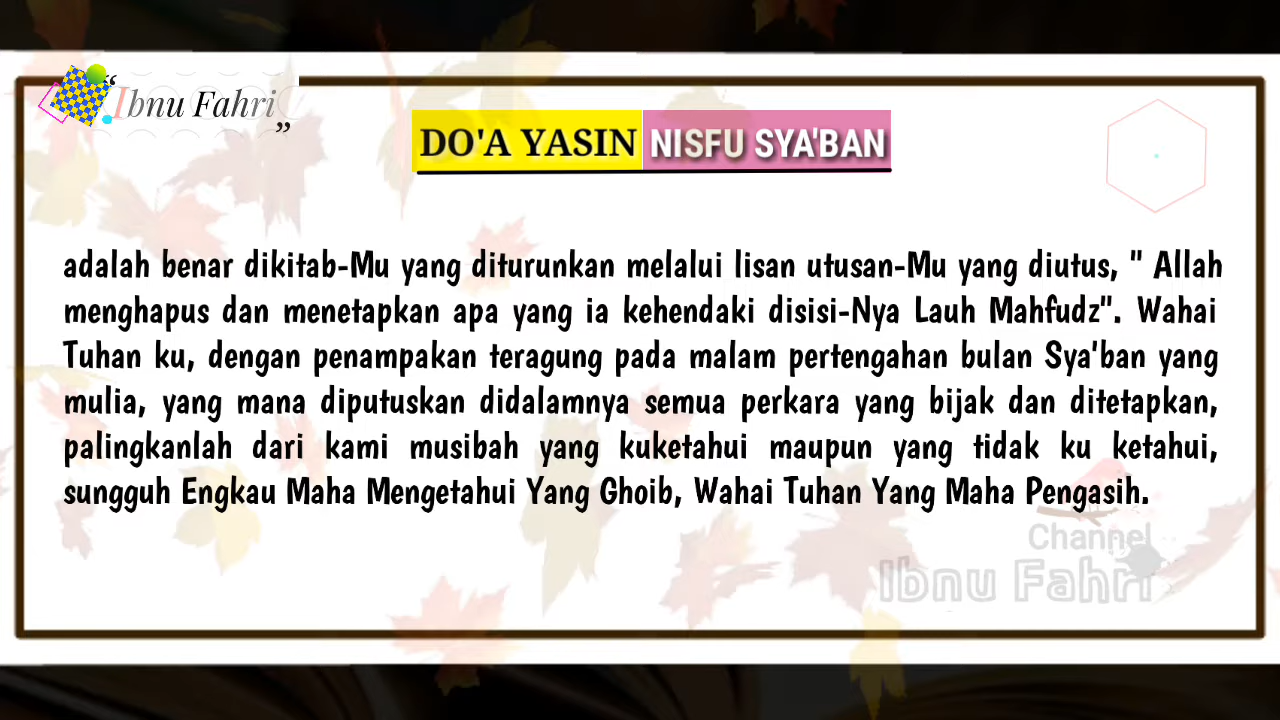 “Ibnu Fahri”
DO'A YASIN NISFU SYA'BAN
adalah benar dikitab-Mu yang diturunkan melalui lisan utusan-Mu yang diutus, " Allah
menghapus dan menetapkan apa yang ia kehendaki disisi-Nya Lauh Mahfudz". Wahai
Tuhan ku, dengan penampakan teragung pada malam pertengahan bulan Sya'ban yang
mulia, yang mana diputuskan didalamnya semua perkara yang bijak dan ditetapkan,
palingkanlah dari kami musibah yang kuketahui maupun yang tidak ku ketahui,
sungguh Engkau Maha Mengetahui Yang Ghoib, Wahai Tuhan Yang Maha Pengasih.
Channel
Ibnu Fahri